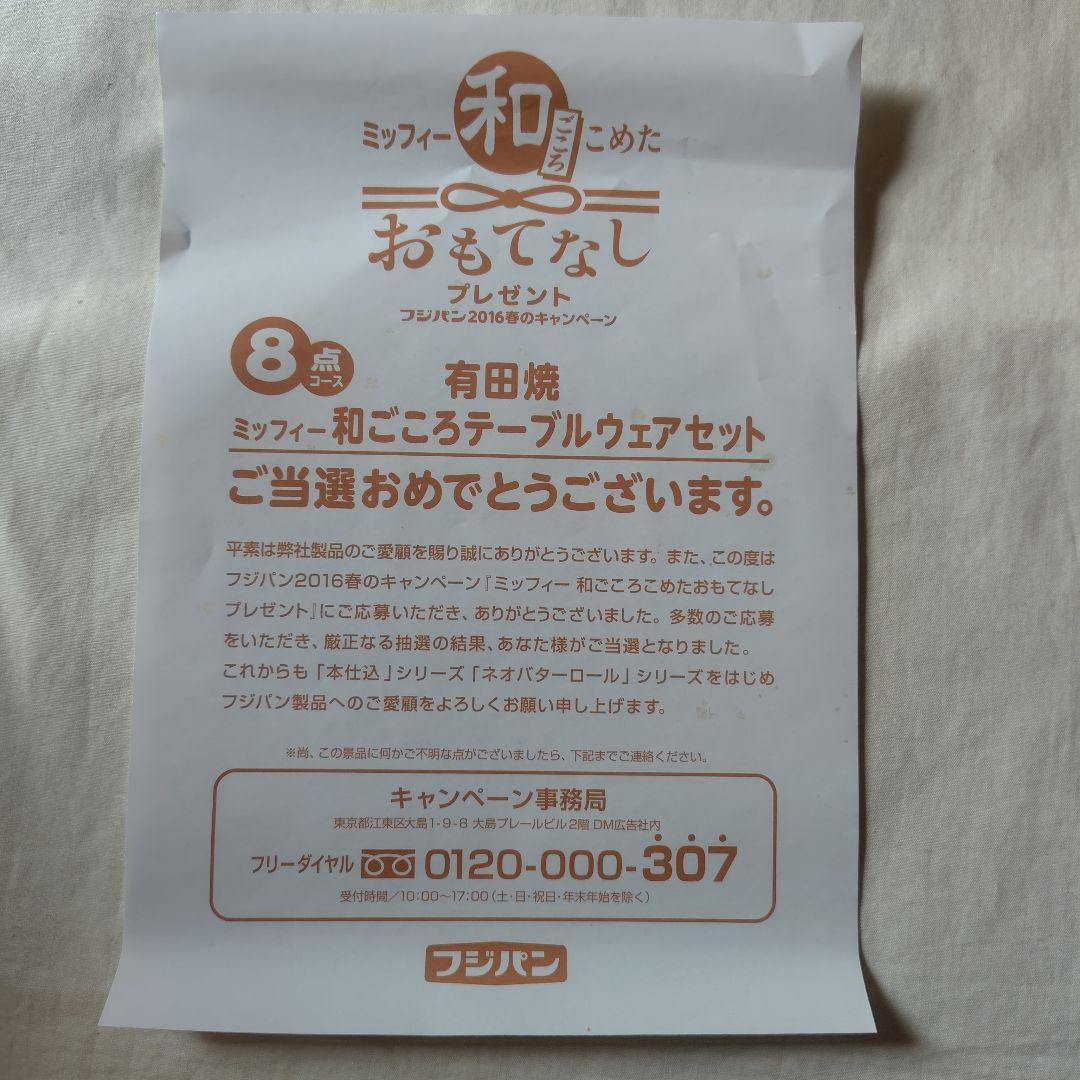 ミッフィー和ごころこめた
おもてなし
プレゼント
フジパン2016春のキャンペーン
8点コース
有田焼
ミッフィー和ごころテーブルウェアセット
ご当選おめでとうございます。
平素は弊社製品のご愛顧を賜り誠にありがとうございます。また、この度は
フジパン2016春のキャンペーン『ミッフィー 和ごころこめたおもてなし
プレゼント』にご応募いただき、ありがとうございました。多数のご応募
をいただき、厳正なる抽選の結果、あなた様がご当選となりました。
これからも「本仕込」シリーズ「ネオバターロール」シリーズをはじめ
フジパン製品へのご愛顧をよろしくお願い申し上げます。
※尚、この景品に何かご不明な点がございましたら、下記までご連絡ください。
キャンペーン事務局
東京都江東区大島1-9-8 大島プレールビル2階 DM広告社内
フリーダイヤル 0120-000-307
受付時間／10：00～17：00（土・日・祝日・年末年始を除く）
フジパン